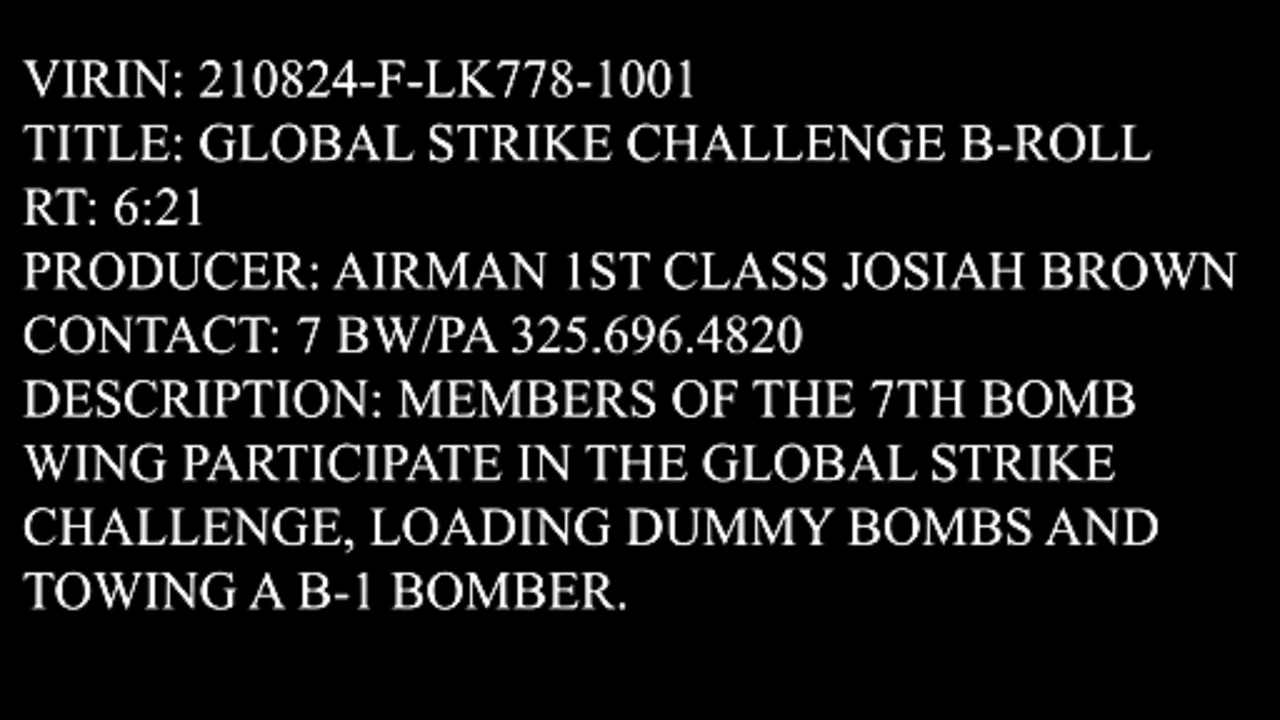 VIRIN: 210824-F-LK778-1001
TITLE: GLOBAL STRIKE CHALLENGE B-ROLL
RT: 6:21
PRODUCER: AIRMAN 1ST CLASS JOSIAH BROWN
CONTACT: 7 BW/PA 325.696.4820
DESCRIPTION: MEMBERS OF THE 7TH BOMB
WING PARTICIPATE IN THE GLOBAL STRIKE
CHALLENGE, LOADING DUMMY BOMBS AND
TOWING A B-1 BOMBER.